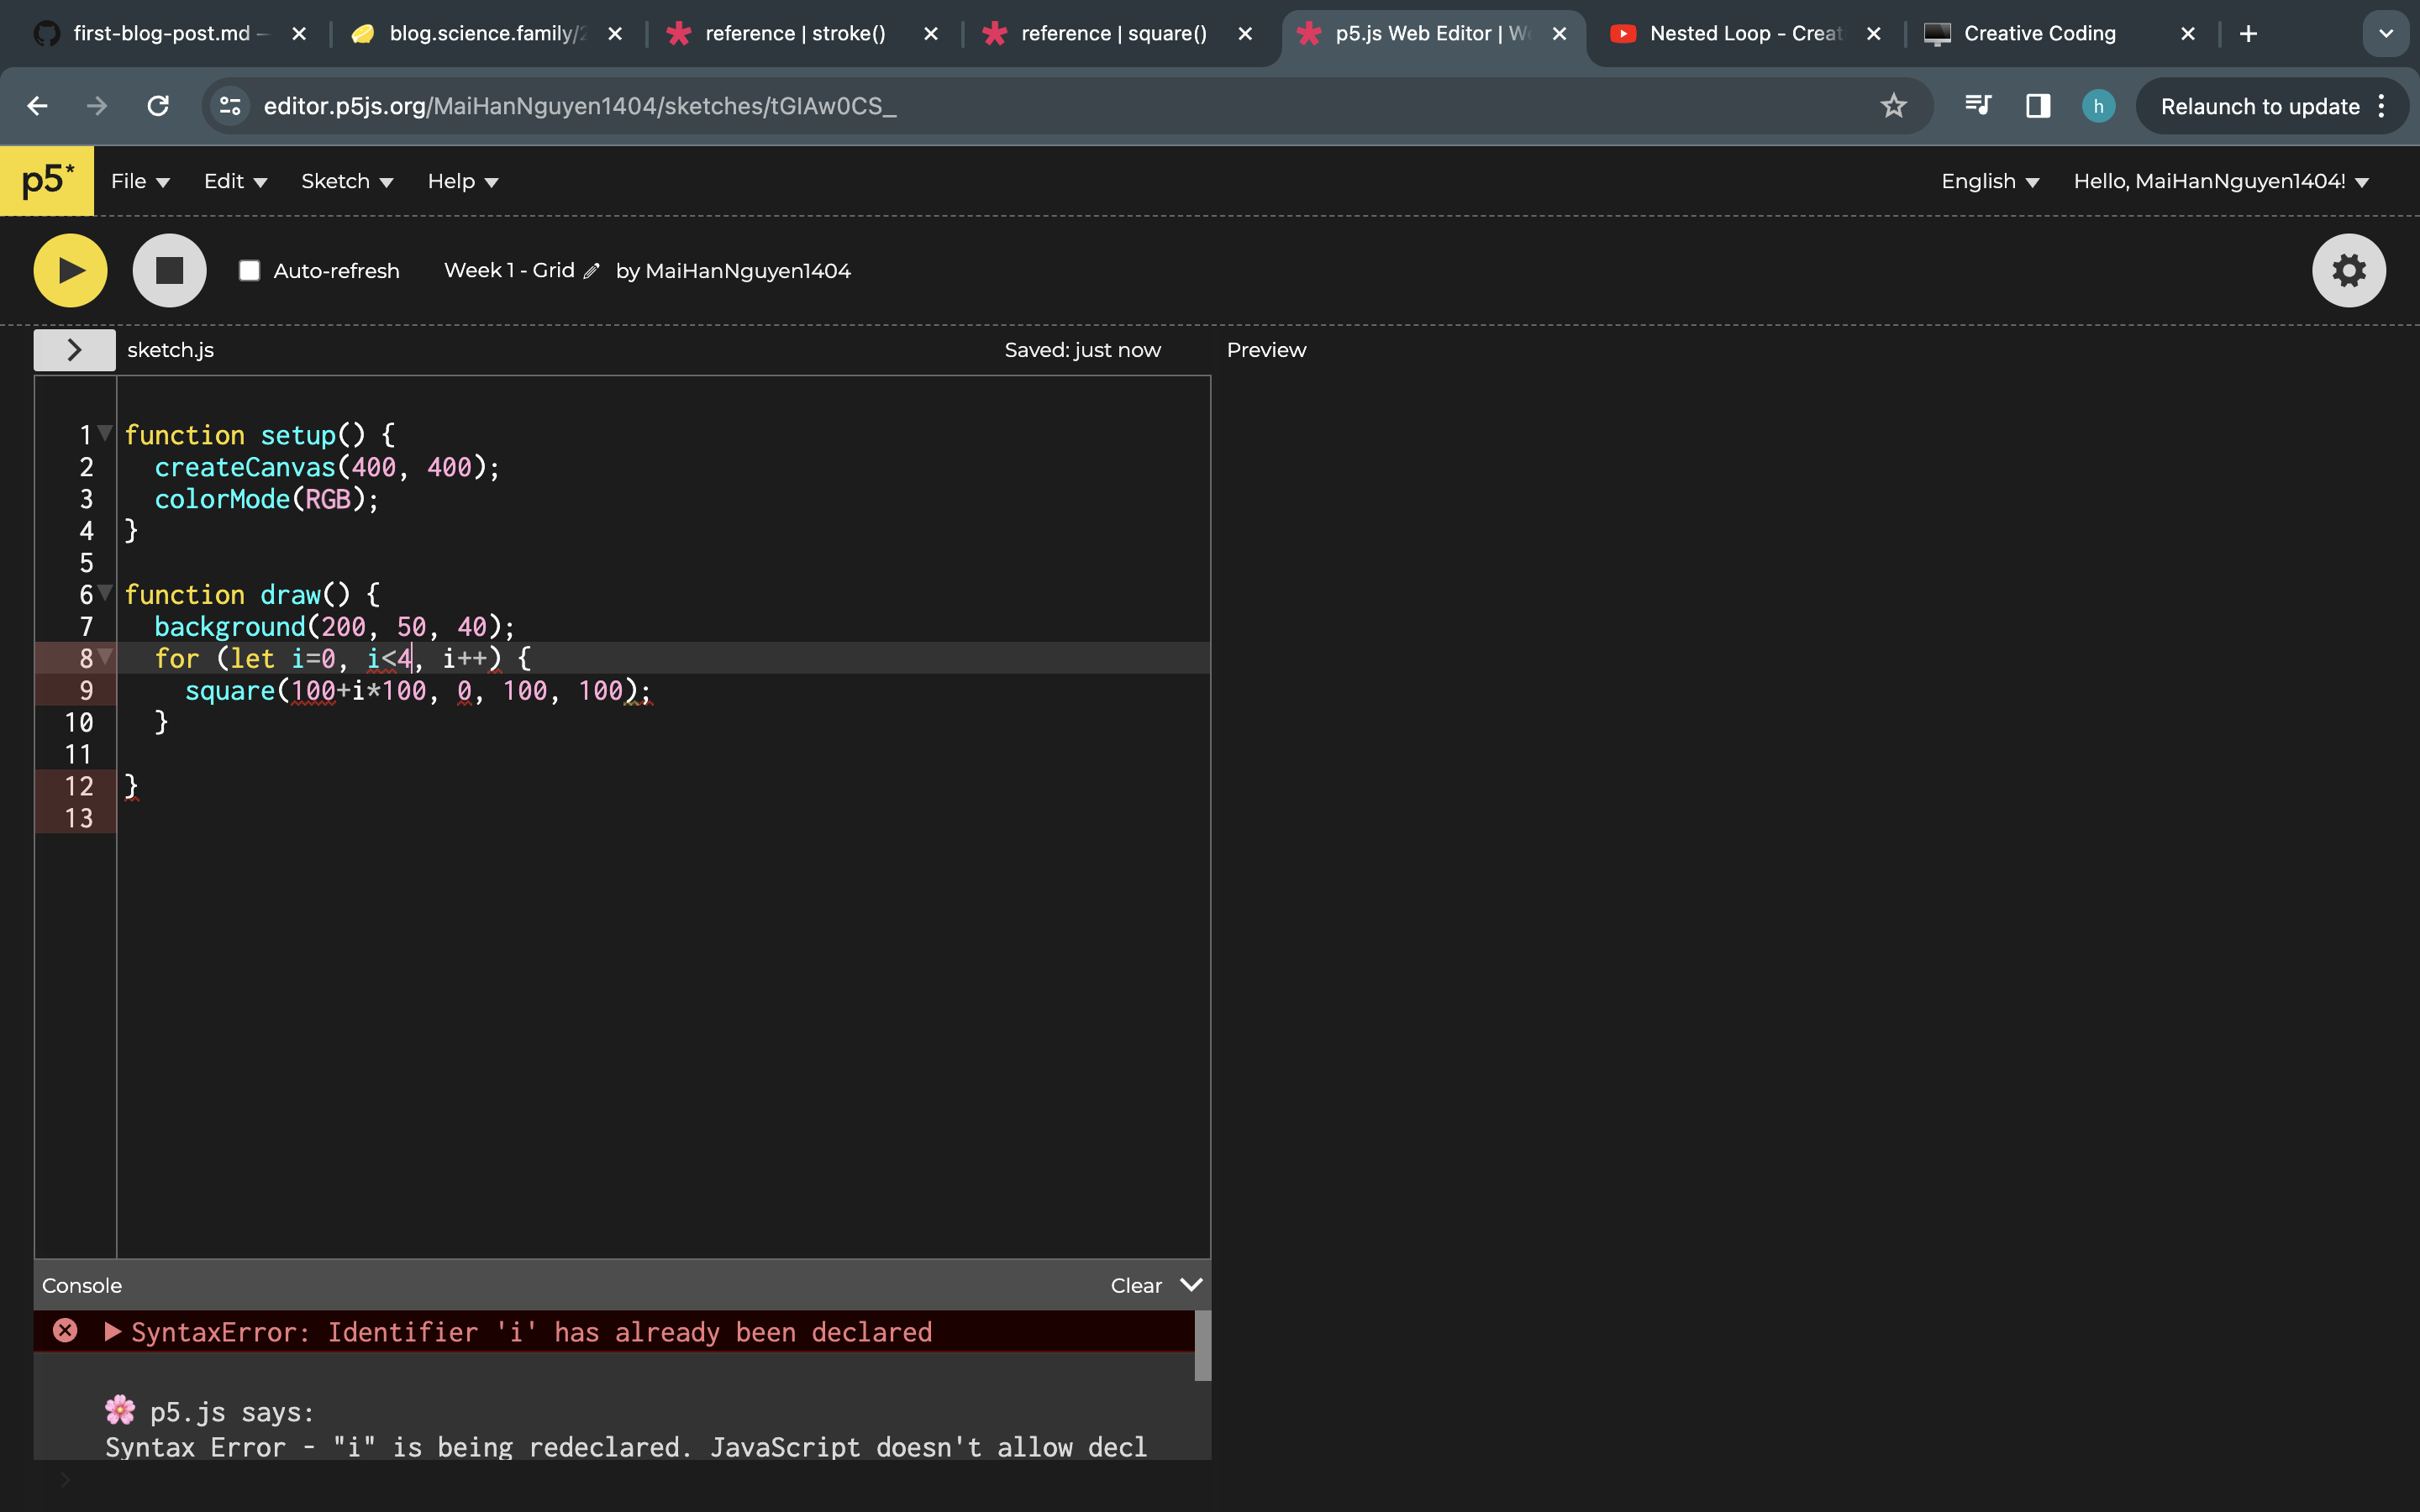 first-blog-post.md —
blog.science.family/2
reference | stroke()
reference | square()
p5.js Web Editor | We
Nested Loop - Creat
Creative Coding
editor.p5js.org/MaiHanNguyen1404/sketches/tGIAw0CS_
h
Relaunch to update
p5*
File
Edit
Sketch
Help
English
Hello, MaiHanNguyen1404!
Auto-refresh
Week 1 - Grid
by MaiHanNguyen1404
sketch.js
Saved: just now
Preview
1 function setup() {
2 createCanvas(400, 400);
3 colorMode(RGB);
4 }
5
6 function draw() {
7 background(200, 50, 40);
8 for (let i=0, i<4, i++) {
9 square(100+i*100, 0, 100, 100);
10 }
11
12 }
13
Console
Clear
SyntaxError: Identifier 'i' has already been declared
🌸 p5.js says:
Syntax Error - "i" is being redeclared. JavaScript doesn't allow decl